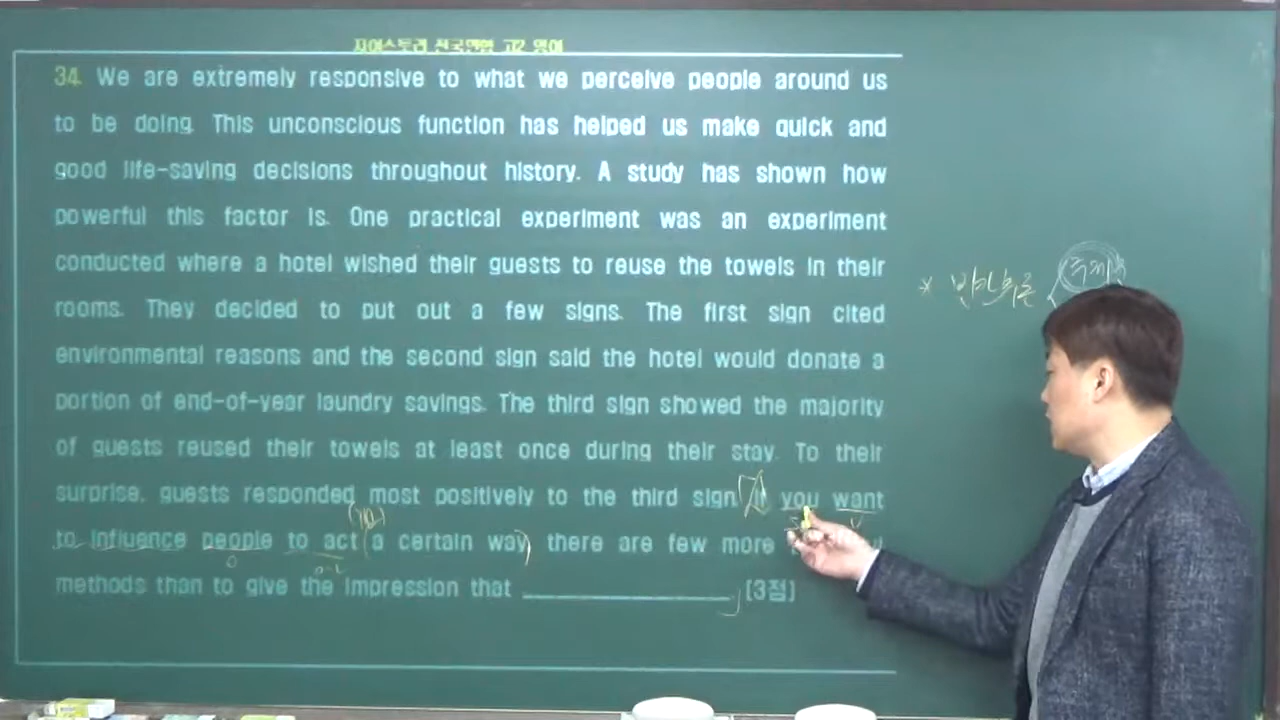 자이스토리 전국연합 고2 영어
34. We are extremely responsive to what we perceive people around us
to be doing. This unconscious function has helped us make quick and
good life-saving decisions throughout history. A study has shown how
powerful this factor is. One practical experiment was an experiment
conducted where a hotel wished their guests to reuse the towels in their
rooms. They decided to put out a few signs. The first sign cited
environmental reasons and the second sign said the hotel would donate a
portion of end-of-year laundry savings. The third sign showed the majority
of guests reused their towels at least once during their stay. To their
surprise, guests responded most positively to the third sign. If you want
to influence people to act a certain way, there are few more
methods than to give the impression that ____________. [3점]